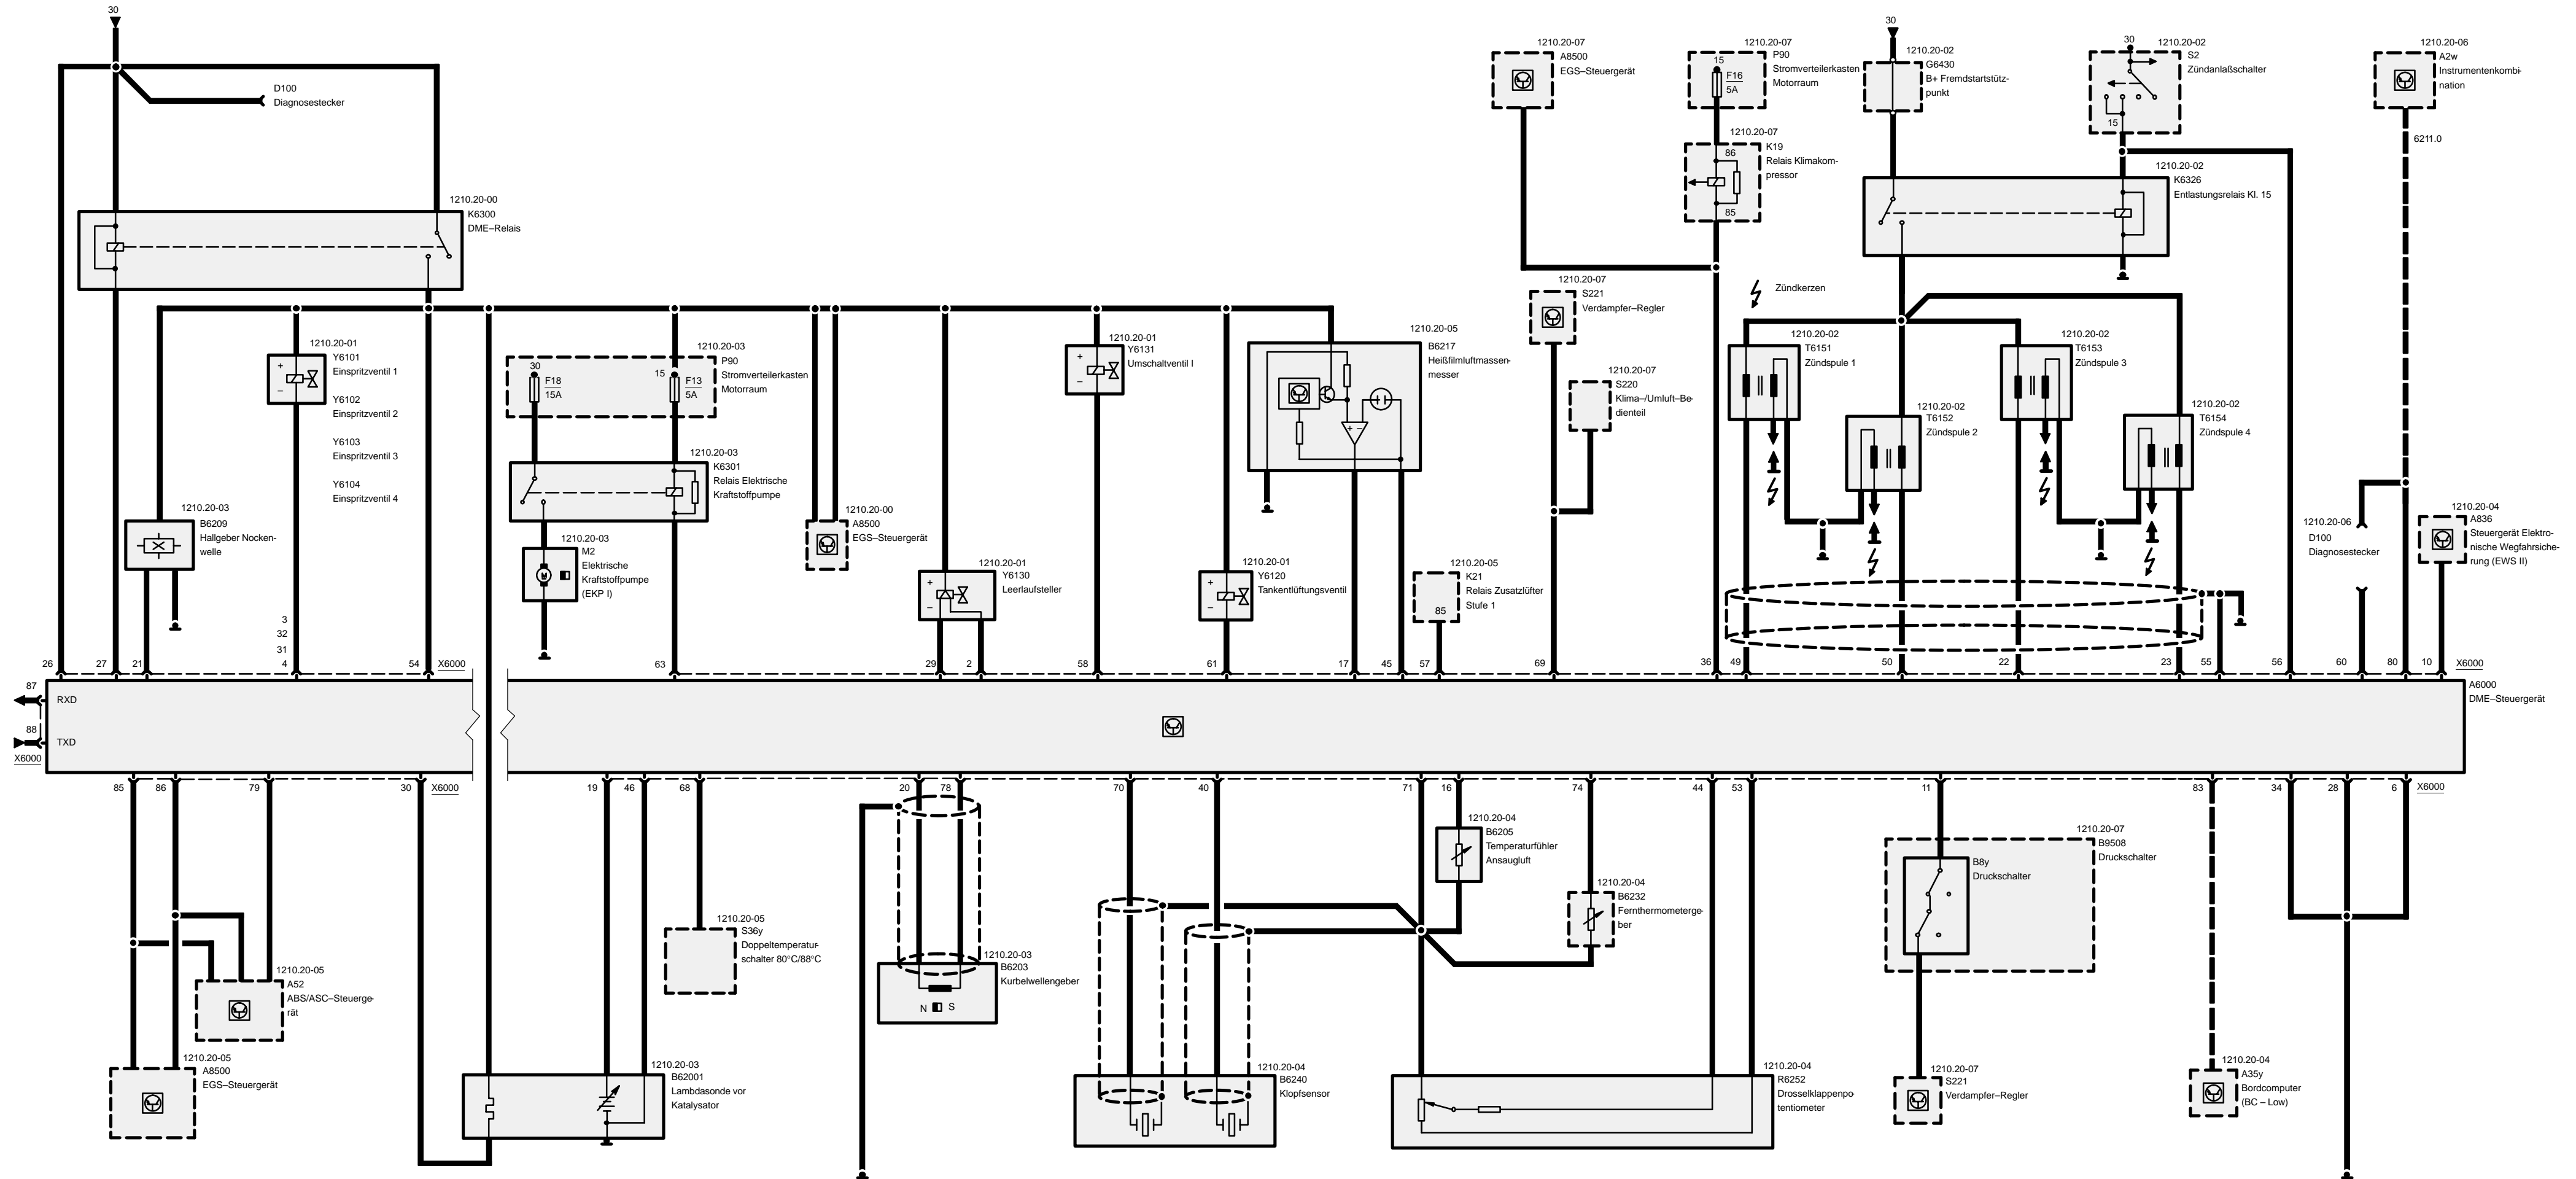 30
D100
Diagnosestecker
1210.20-00
K6300
DME–Relais
1210.20-01
Y6101
Einspritzventil 1
Y6102
Einspritzventil 2
Y6103
Einspritzventil 3
Y6104
Einspritzventil 4
+
–
1210.20-03
B6209
Hallgeber Nocken-
welle
1210.20-03
P90
Stromverteilerkasten
Motorraum
30
F18
15A
15
F13
5A
1210.20-03
K6301
Relais Elektrische
Kraftstoffpumpe
1210.20-03
M2
Elektrische
Kraftstoffpumpe
(EKP I)
M
1210.20-00
A8500
EGS–Steuergerät
1210.20-01
Y6130
Leerlaufsteller
+
–
1210.20-01
Y6131
Umschaltventil I
+
–
1210.20-01
Y6120
Tankentlüftungsventil
+
–
1210.20-05
B6217
Heißfilmluftmassen-
messer
+ –
1210.20-05
K21
Relais Zusatzlüfter
Stufe 1
85
1210.20-07
A8500
EGS–Steuergerät
1210.20-07
S221
Verdampfer–Regler
1210.20-07
S220
Klima–/Umluft–Be-
dienteil
1210.20-07
P90
Stromverteilerkasten
Motorraum
15
F16
5A
1210.20-07
K19
Relais Klimakom-
pressor
86
85
30
1210.20-02
G6430
B+ Fremdstartstütz-
punkt
30
1210.20-02
S2
Zündanlaßschalter
15
1210.20-02
K6326
Entlastungsrelais Kl. 15
Zündkerzen
1210.20-02
T6151
Zündspule 1
1210.20-02
T6152
Zündspule 2
1210.20-02
T6153
Zündspule 3
1210.20-02
T6154
Zündspule 4
1210.20-06
A2w
Instrumentenkombi-
nation
6211.0
1210.20-06
D100
Diagnosestecker
1210.20-04
A836
Steuergerät Elektro-
nische Wegfahrsiche-
rung (EWS II)
3
32
31
26 27 21 4 54 X6000 63 29 2 58 61 17 45 57 69 36 49 50 22 23 55 56 60 80 10 X6000
87
RXD
88
TXD
X6000
A6000
DME–Steuergerät
85 86 79 30 X6000 19 46 68 20 78 70 40 71 16 74 44 53 11 83 34 28 6 X6000
1210.20-05
A52
ABS/ASC–Steuerge-
rät
1210.20-05
A8500
EGS–Steuergerät
1210.20-03
B62001
Lambdasonde vor
Katalysator
1210.20-05
S36y
Doppeltemperatur-
schalter 80°C/88°C
1210.20-03
B6203
Kurbelwellengeber
N S
1210.20-04
B6240
Klopfsensor
1210.20-04
B6205
Temperaturfühler
Ansaugluft
1210.20-04
B6232
Fernthermometerge-
ber
1210.20-04
R6252
Drosselklappenpo-
tentiometer
1210.20-07
B9508
Druckschalter
B8y
Druckschalter
1210.20-07
S221
Verdampfer–Regler
1210.20-04
A35y
Bordcomputer
(BC – Low)